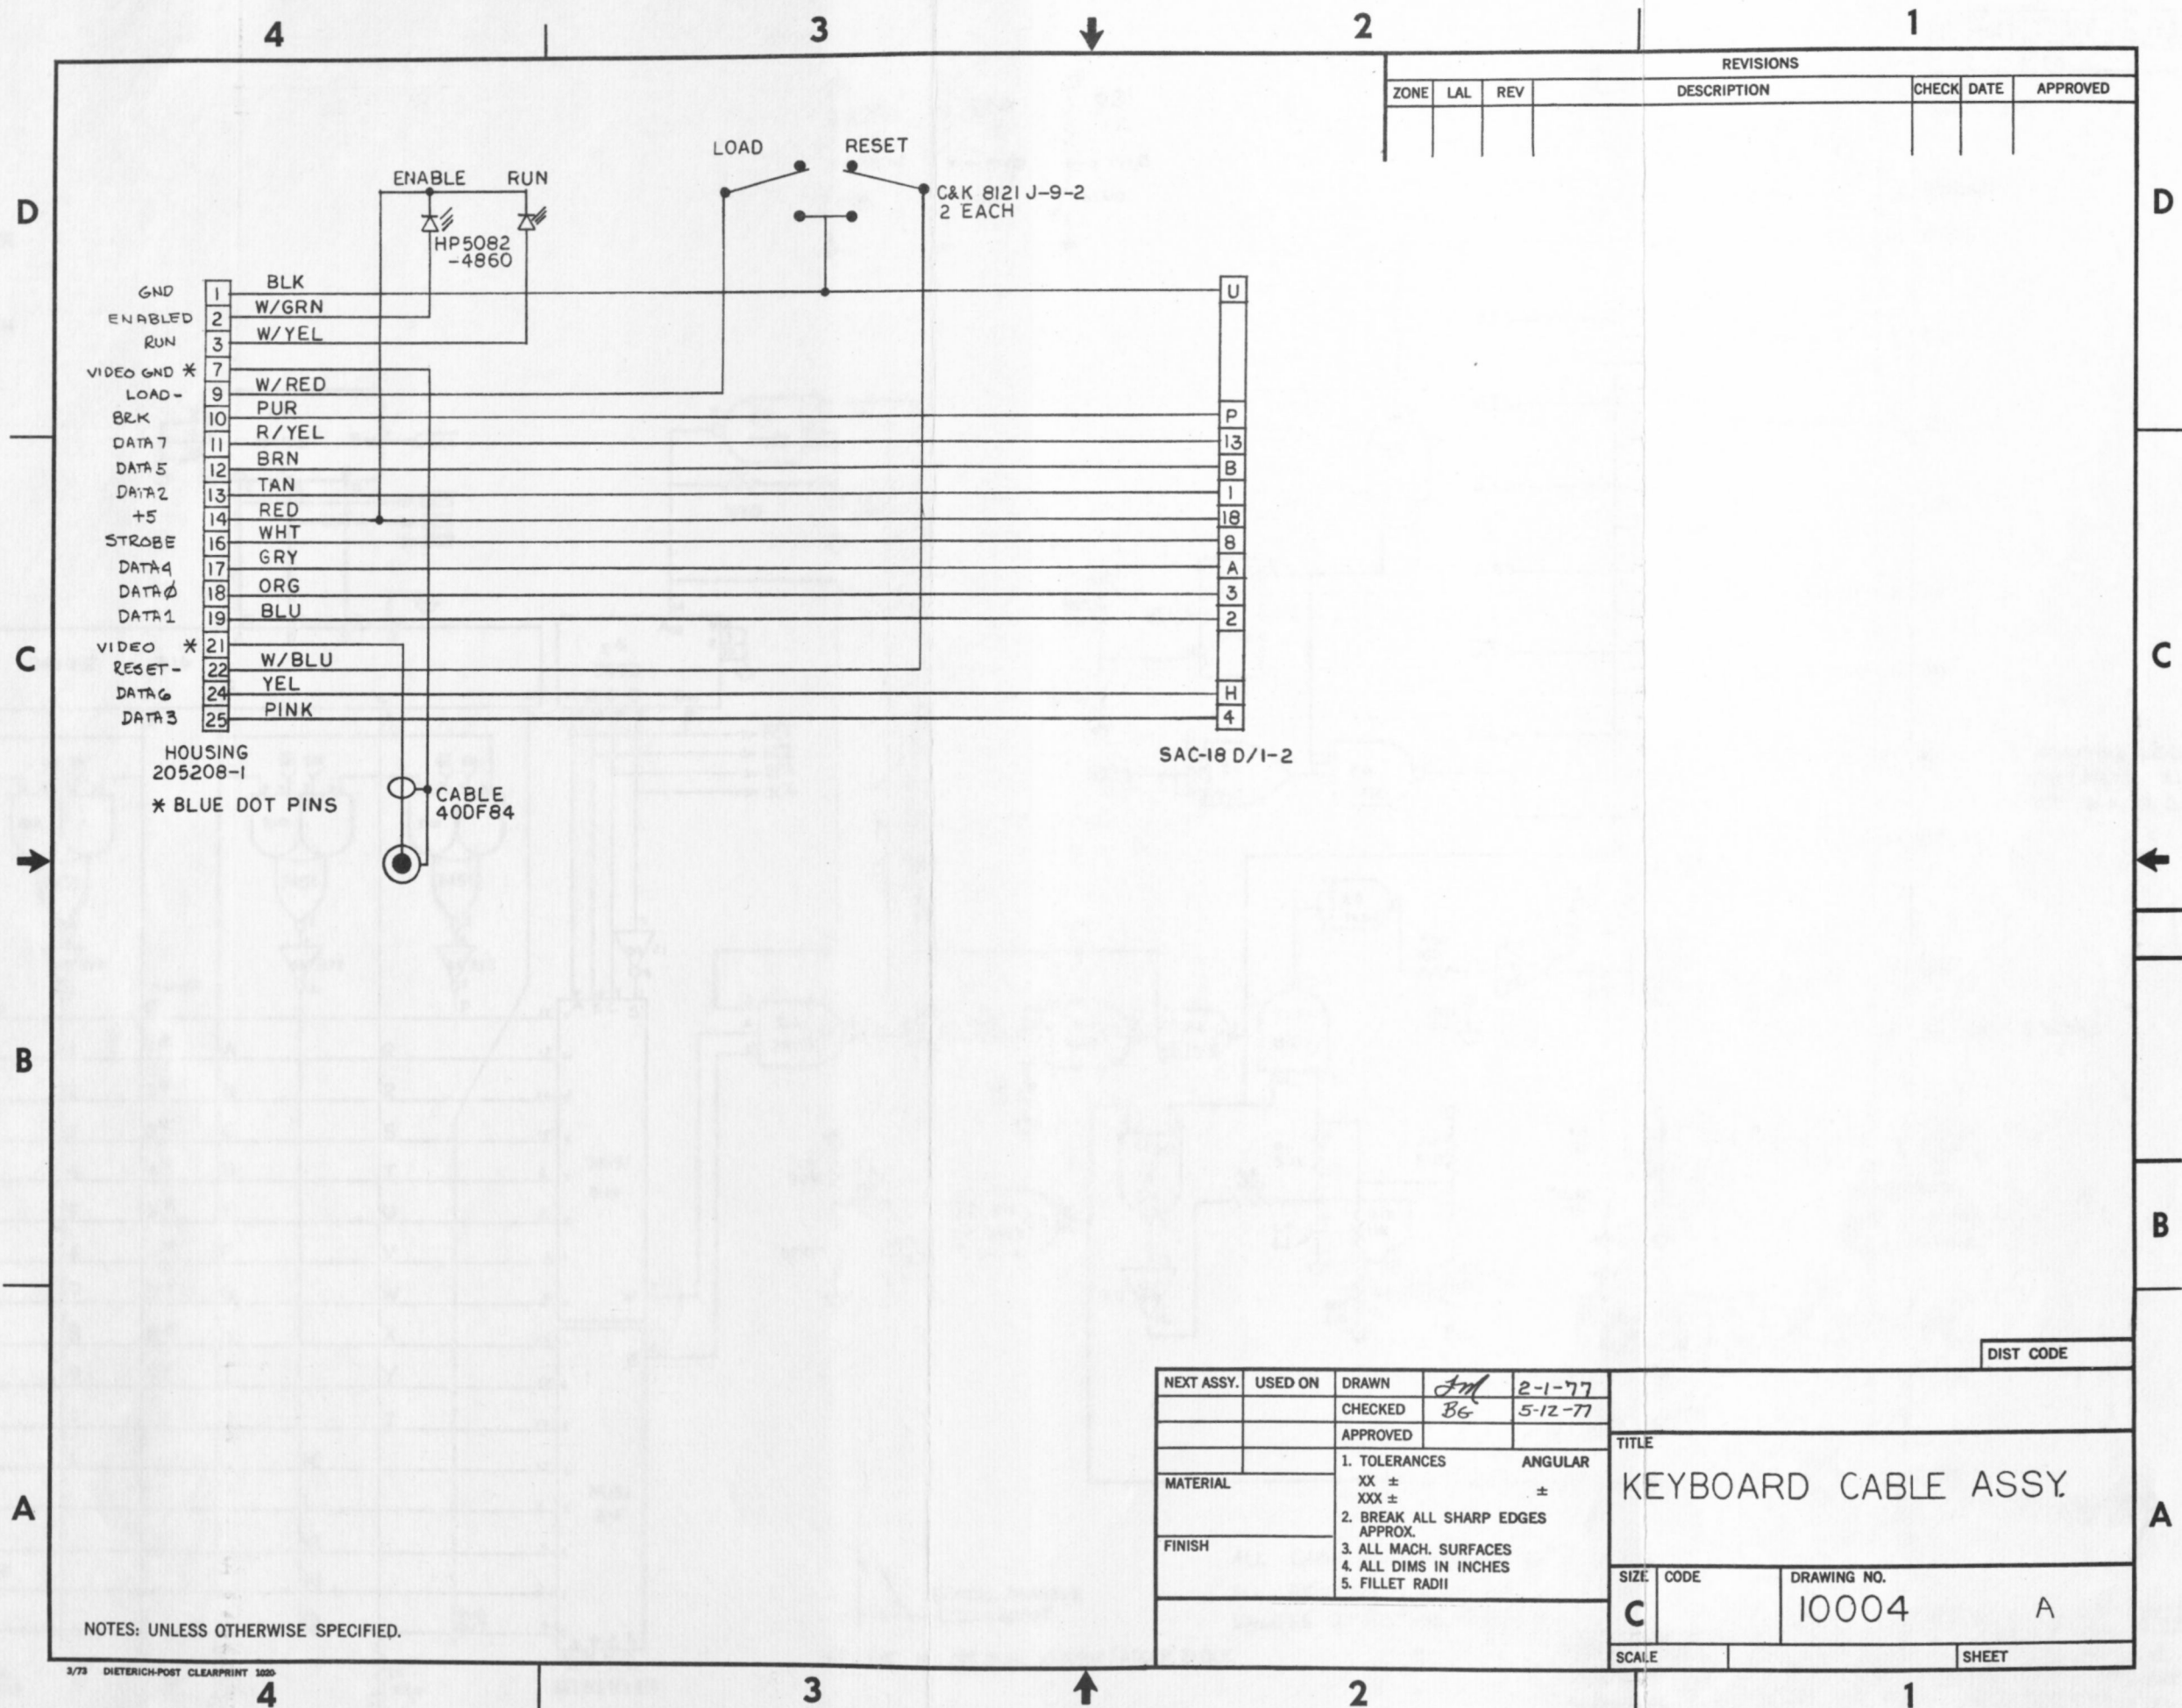 4 3 2 1
REVISIONS
ZONE LAL REV DESCRIPTION CHECK DATE APPROVED
D D
LOAD RESET
ENABLE RUN
C&K 8121 J-9-2
2 EACH
HP5082
-4860
GND 1 BLK U
ENABLED 2 W/GRN
RUN 3 W/YEL
VIDEO GND * 7
LOAD- 9 W/RED
BRK 10 PUR P
DATA7 11 R/YEL 13
DATA5 12 BRN B
DATA2 13 TAN 1
+5 14 RED 18
STROBE 16 WHT 8
DATA4 17 GRY A
DATAØ 18 ORG 3
DATA1 19 BLU 2
VIDEO * 21
RESET- 22 W/BLU
DATA6 24 YEL H
DATA3 25 PINK 4
C C
HOUSING
205208-1
* BLUE DOT PINS
SAC-18 D/1-2
CABLE
40DF84
B B
DIST CODE
NEXT ASSY. USED ON DRAWN JM 2-1-77
CHECKED BG 5-12-77
APPROVED
1. TOLERANCES ANGULAR
XX ± ±
XXX ±
2. BREAK ALL SHARP EDGES
APPROX.
3. ALL MACH. SURFACES
4. ALL DIMS IN INCHES
5. FILLET RADII
MATERIAL
FINISH
TITLE
KEYBOARD CABLE ASSY.
A A
SIZE CODE DRAWING NO.
C 10004 A
SCALE SHEET
NOTES: UNLESS OTHERWISE SPECIFIED.
3/73 DIETERICH-POST CLEARPRINT 1020
4 3 2 1